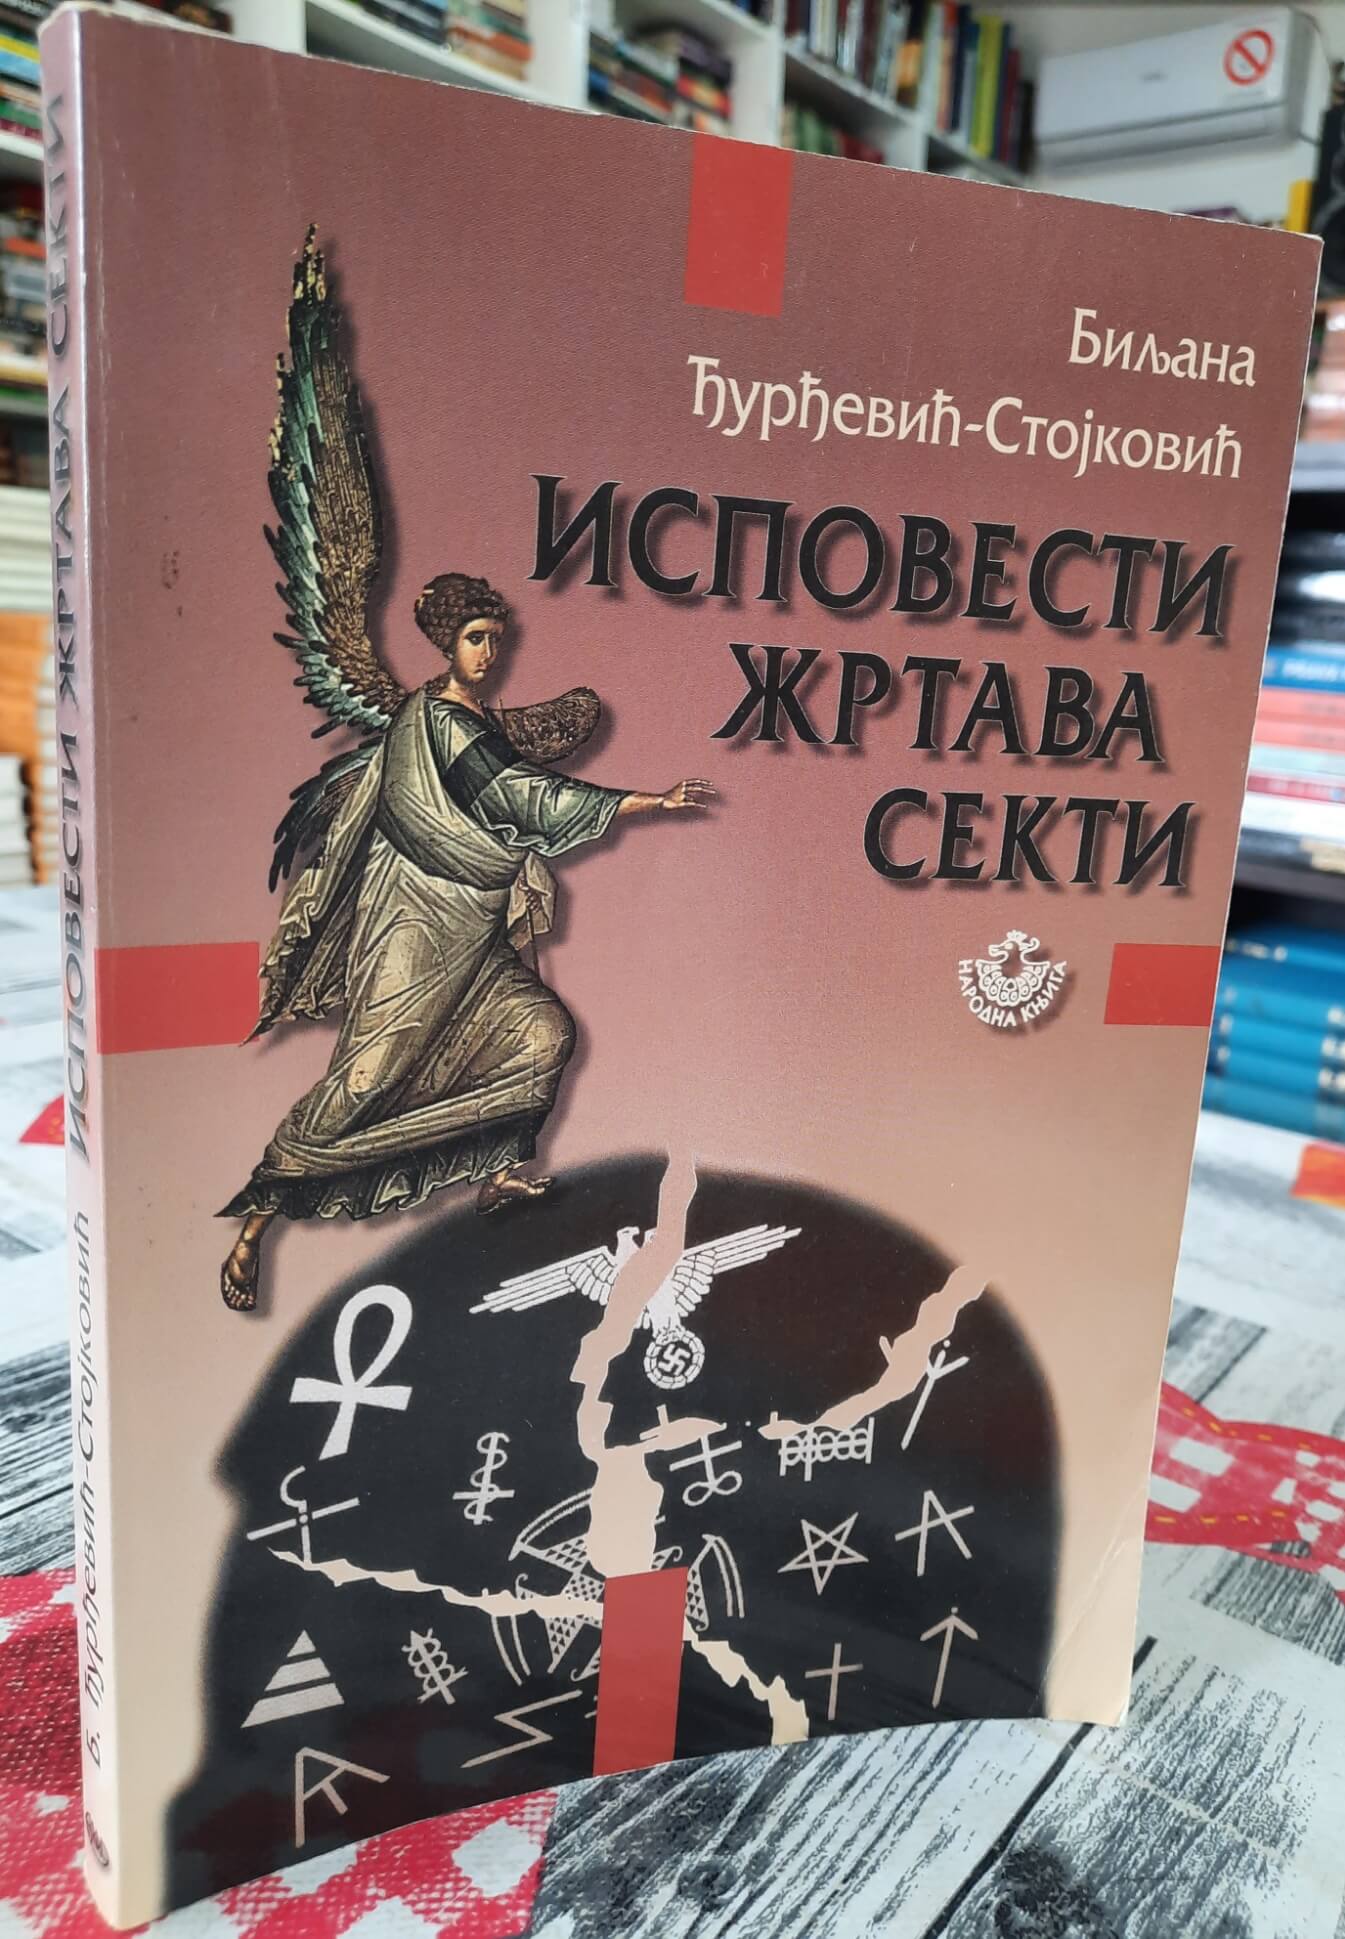 Биљана
Ђурђевић-Стојковић
ИСПОВЕСТИ
ЖРТАВА
СЕКТИ
НАРОДНА КЊИГА
Б. Ђурђевић-Стојковић ИСПОВЕСТИ ЖРТАВА СЕКТИ